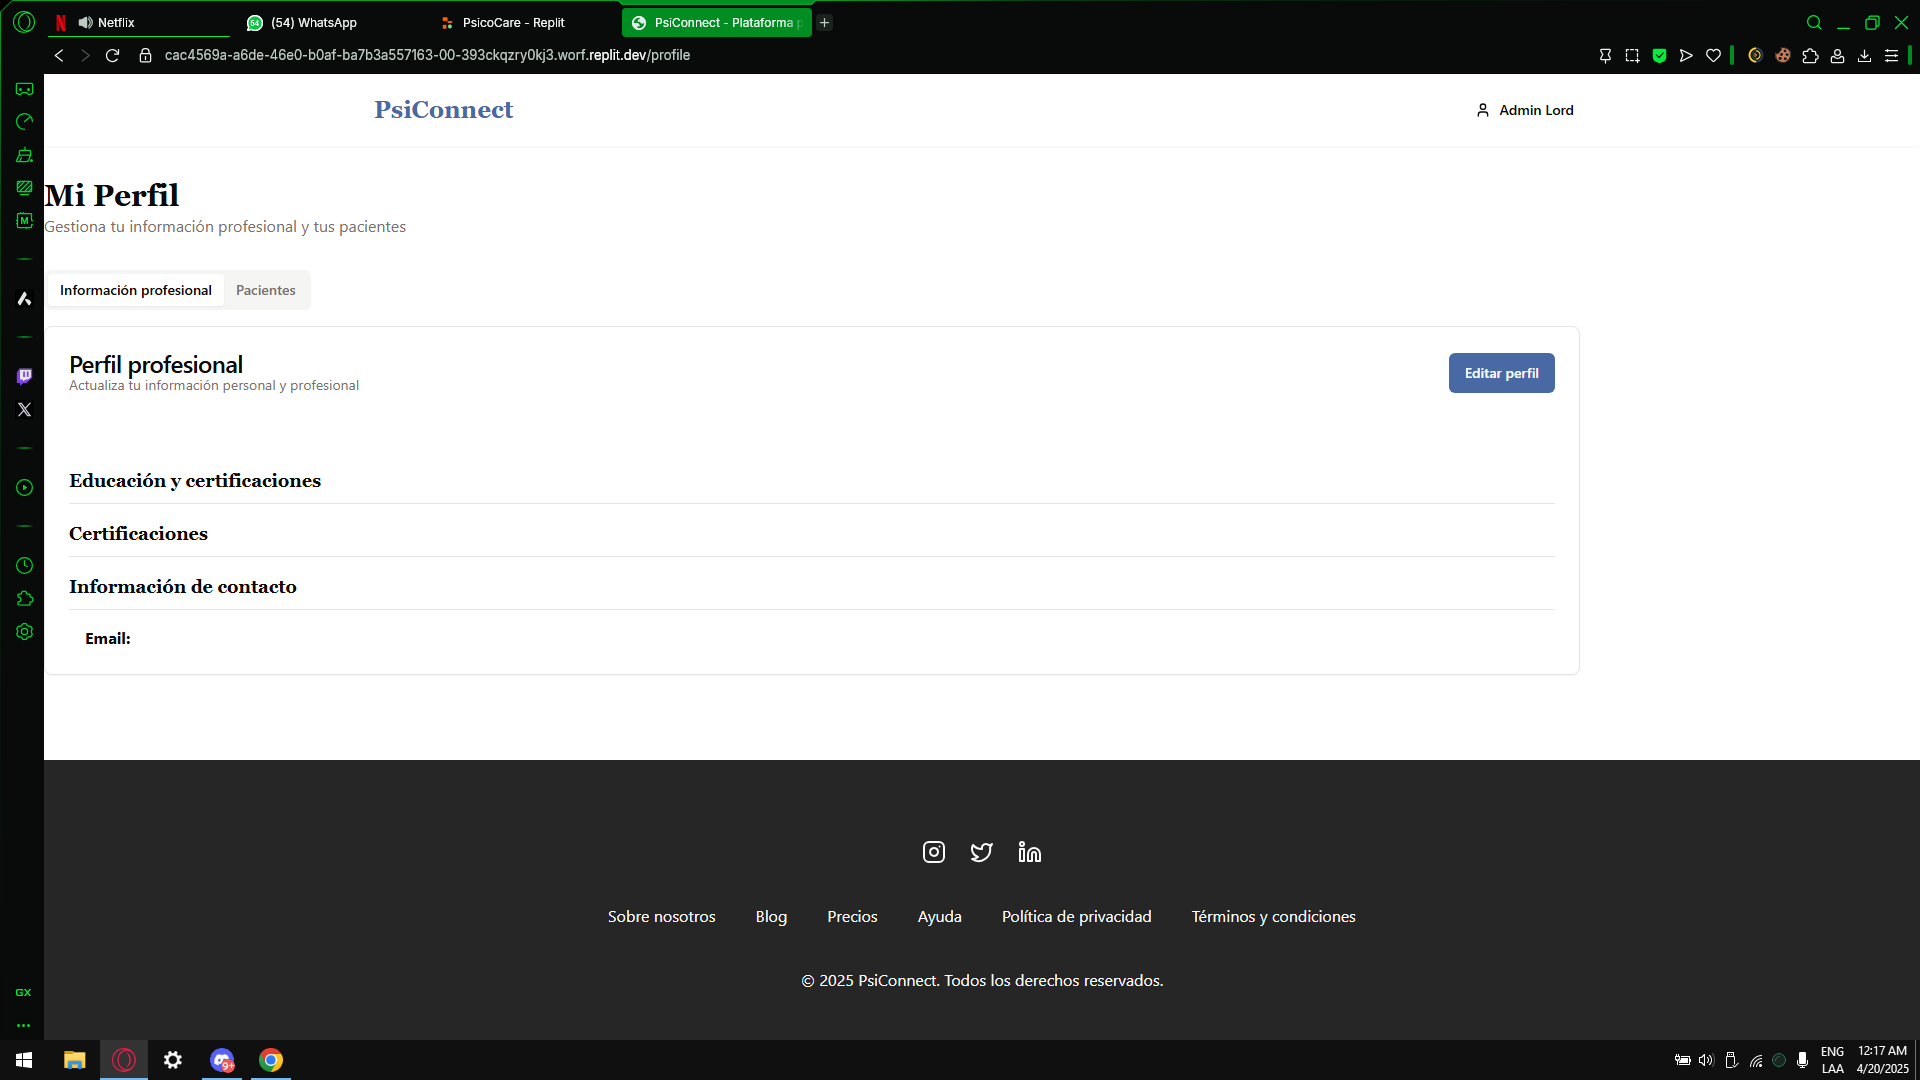 Netflix
(54) WhatsApp
PsicoCare - Replit
PsiConnect - Plataforma p
cac4569a-a6de-46e0-b0af-ba7b3a557163-00-393ckqzry0kj3.worf.replit.dev/profile
PsiConnect
Admin Lord
Mi Perfil
Gestiona tu información profesional y tus pacientes
Información profesional
Pacientes
Perfil profesional
Actualiza tu información personal y profesional
Editar perfil
Educación y certificaciones
Certificaciones
Información de contacto
Email:
Sobre nosotros
Blog
Precios
Ayuda
Política de privacidad
Términos y condiciones
© 2025 PsiConnect. Todos los derechos reservados.
GX
9+
ENG
LAA
12:17 AM
4/20/2025